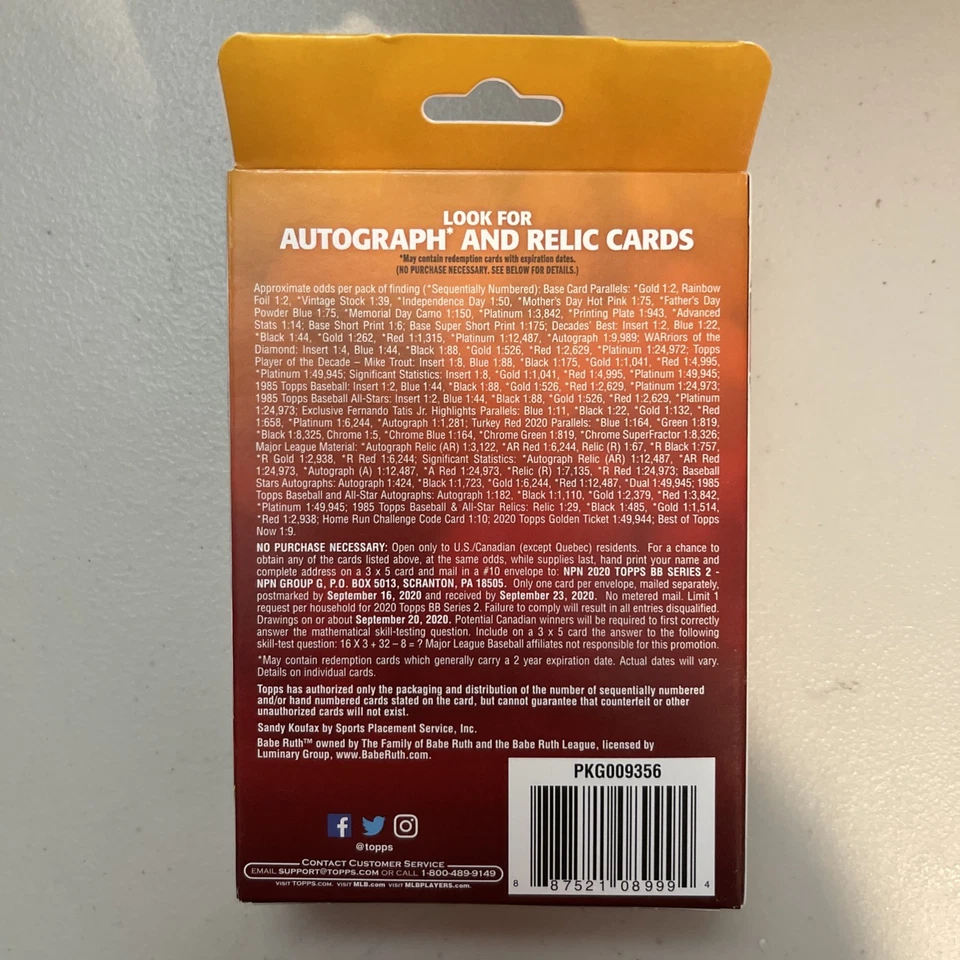 LOOK FOR
AUTOGRAPH* AND RELIC CARDS
*May contain redemption cards with expiration dates.
(NO PURCHASE NECESSARY. SEE BELOW FOR DETAILS.)
Approximate odds per pack of finding (*Sequentially Numbered): Base Card Parallels: *Gold 1:2, Rainbow
Foil 1:2, *Vintage Stock 1:39, *Independence Day 1:50, *Mother's Day Hot Pink 1:75, *Father's Day
Powder Blue 1:75, *Memorial Day Camo 1:150, *Platinum 1:3,842, *Printing Plate 1:943, *Advanced
Stats 1:14; Base Short Print 1:6; Base Super Short Print 1:175; Decades' Best: Insert 1:2, Blue 1:22,
*Black 1:44, *Gold 1:262, *Red 1:1,315, *Platinum 1:12,487, *Autograph 1:9,989; WARriors of the
Diamond: Insert 1:4, Blue 1:44, *Black 1:88, *Gold 1:526, *Red 1:2,629, *Platinum 1:24,972; Topps
Player of the Decade – Mike Trout: Insert 1:8, Blue 1:88, *Black 1:175, *Gold 1:1,041, *Red 1:4,995,
*Platinum 1:49,945; Significant Statistics: Insert 1:8, *Gold 1:1,041, *Red 1:4,995, *Platinum 1:49,945;
1985 Topps Baseball: Insert 1:2, Blue 1:44, *Black 1:88, *Gold 1:526, *Red 1:2,629, *Platinum 1:24,973;
1985 Topps Baseball All-Stars: Insert 1:2, Blue 1:44, *Black 1:88, *Gold 1:526, *Red 1:2,629, *Platinum
1:24,973; Exclusive Fernando Tatis Jr. Highlights Parallels: Blue 1:11, *Black 1:22, *Gold 1:132, *Red
1:658, *Platinum 1:6,244, *Autograph 1:1,281; Turkey Red 2020 Parallels: *Blue 1:164, *Green 1:819,
*Black 1:8,325, Chrome 1:5, *Chrome Blue 1:164, *Chrome Green 1:819, *Chrome SuperFractor 1:8,326;
Major League Material: *Autograph Relic (AR) 1:3,122, *AR Red 1:6,244, Relic (R) 1:67, *R Black 1:757,
*R Gold 1:2,938, *R Red 1:6,244; Significant Statistics: *Autograph Relic (AR) 1:12,487, *AR Red
1:24,973, *Autograph (A) 1:12,487, *A Red 1:24,973, *Relic (R) 1:7,135, *R Red 1:24,973; Baseball
Stars Autographs: Autograph 1:424, *Black 1:1,723, *Gold 1:6,244, *Red 1:12,487, *Dual 1:49,945; 1985
Topps Baseball and All-Star Autographs: Autograph 1:182, *Black 1:1,110, *Gold 1:2,379, *Red 1:3,842,
*Platinum 1:49,945; 1985 Topps Baseball & All-Star Relics: Relic 1:29, *Black 1:485, *Gold 1:1,514,
*Red 1:2,938; Home Run Challenge Code Card 1:10; 2020 Topps Golden Ticket 1:49,944; Best of Topps
Now 1:9.
NO PURCHASE NECESSARY: Open only to U.S./Canadian (except Quebec) residents. For a chance to
obtain any of the cards listed above, at the same odds, while supplies last, hand print your name and
complete address on a 3 x 5 card and mail in a #10 envelope to: NPN 2020 TOPPS BB SERIES 2 -
NPN GROUP G, P.O. BOX 5013, SCRANTON, PA 18505. Only one card per envelope, mailed separately,
postmarked by September 16, 2020 and received by September 23, 2020. No metered mail. Limit 1
request per household for 2020 Topps BB Series 2. Failure to comply will result in all entries disqualified.
Drawings on or about September 20, 2020. Potential Canadian winners will be required to first correctly
answer the mathematical skill-testing question. Include on a 3 x 5 card the answer to the following
skill-test question: 16 X 3 + 32 – 8 = ? Major League Baseball affiliates not responsible for this promotion.
*May contain redemption cards which generally carry a 2 year expiration date. Actual dates will vary.
Details on individual cards.
Topps has authorized only the packaging and distribution of the number of sequentially numbered
and/or hand numbered cards stated on the card, but cannot guarantee that counterfeit or other
unauthorized cards will not exist.
Sandy Koufax by Sports Placement Service, Inc.
Babe Ruth™ owned by The Family of Babe Ruth and the Babe Ruth League, licensed by
Luminary Group, www.BabeRuth.com.
PKG009356
8 87521 08999 4
@topps
CONTACT CUSTOMER SERVICE
EMAIL SUPPORT@TOPPS.COM OR CALL 1-800-489-9149
VISIT TOPPS.COM. VISIT MLB.com VISIT MLBPLAYERS.com.